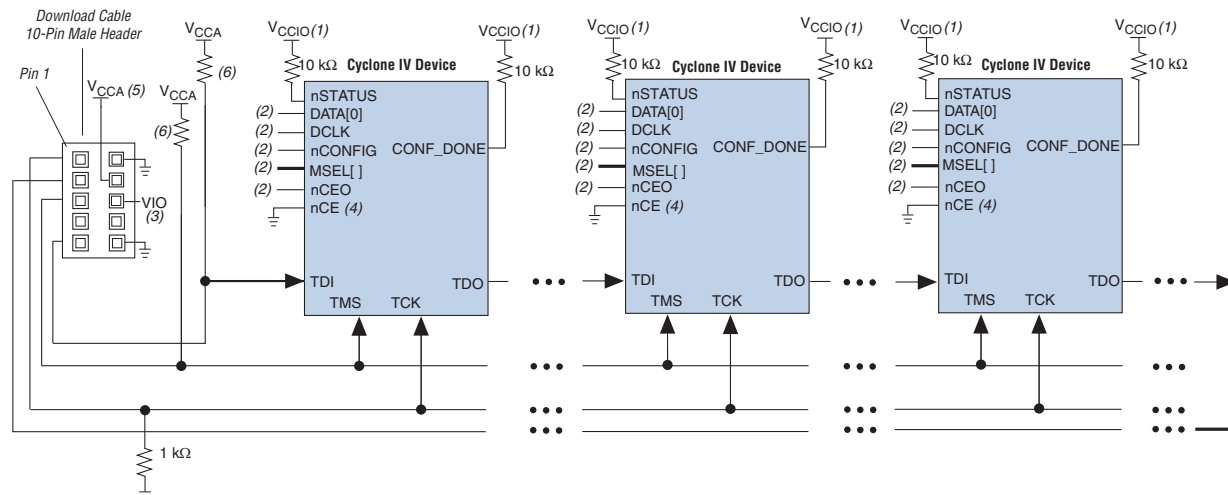 Download Cable
10-Pin Male Header
Pin 1
VCCA (5)
VCCA
(6)
VCCA
(6)
VIO
(3)
1 kΩ
VCCIO (1)
10 kΩ
Cyclone IV Device
VCCIO (1)
10 kΩ
nSTATUS
(2) DATA[0]
(2) DCLK
(2) nCONFIG
CONF_DONE
(2) MSEL[ ]
(2) nCEO
nCE (4)
TDI
TDO
TMS TCK
VCCIO (1)
10 kΩ
Cyclone IV Device
VCCIO (1)
10 kΩ
nSTATUS
(2) DATA[0]
(2) DCLK
(2) nCONFIG
CONF_DONE
(2) MSEL[ ]
(2) nCEO
nCE (4)
TDI
TDO
TMS TCK
VCCIO (1)
10 kΩ
Cyclone IV Device
VCCIO (1)
10 kΩ
nSTATUS
(2) DATA[0]
(2) DCLK
(2) nCONFIG
CONF_DONE
(2) MSEL[ ]
(2) nCEO
nCE (4)
TDI
TDO
TMS TCK